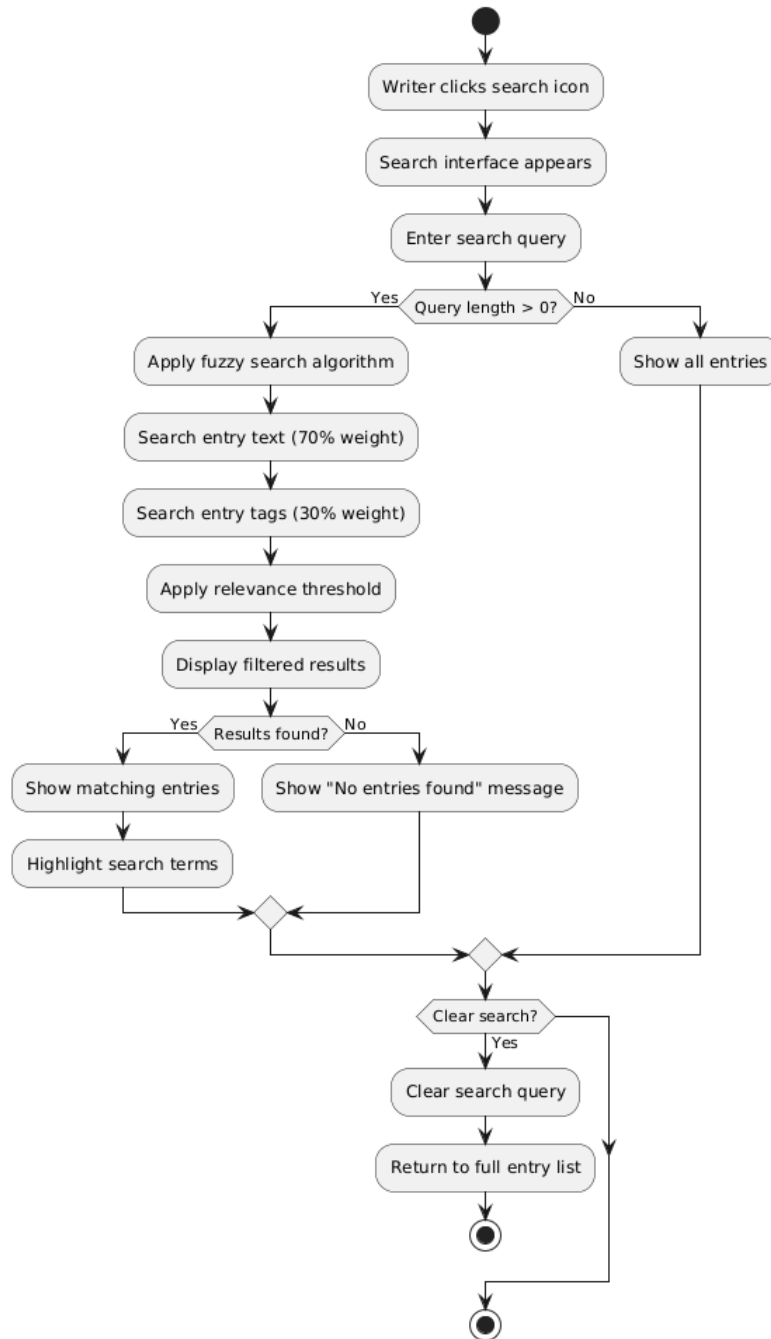 Writer clicks search icon
Search interface appears
Enter search query
Yes
Query length > 0?
No
Apply fuzzy search algorithm
Show all entries
Search entry text (70% weight)
Search entry tags (30% weight)
Apply relevance threshold
Display filtered results
Yes
Results found?
No
Show matching entries
Show "No entries found" message
Highlight search terms
Clear search?
Yes
Clear search query
Return to full entry list